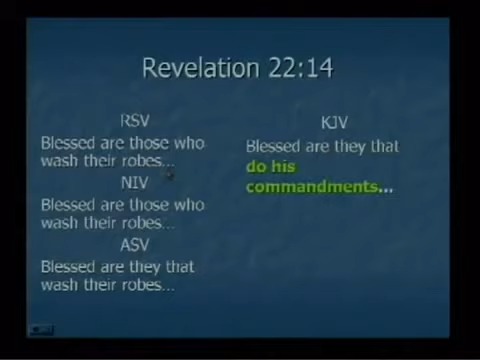 Revelation 22:14
RSV
Blessed are those who
wash their robes...
NIV
Blessed are those who
wash their robes...
ASV
Blessed are they that
wash their robes...
KJV
Blessed are they that
do his
commandments...